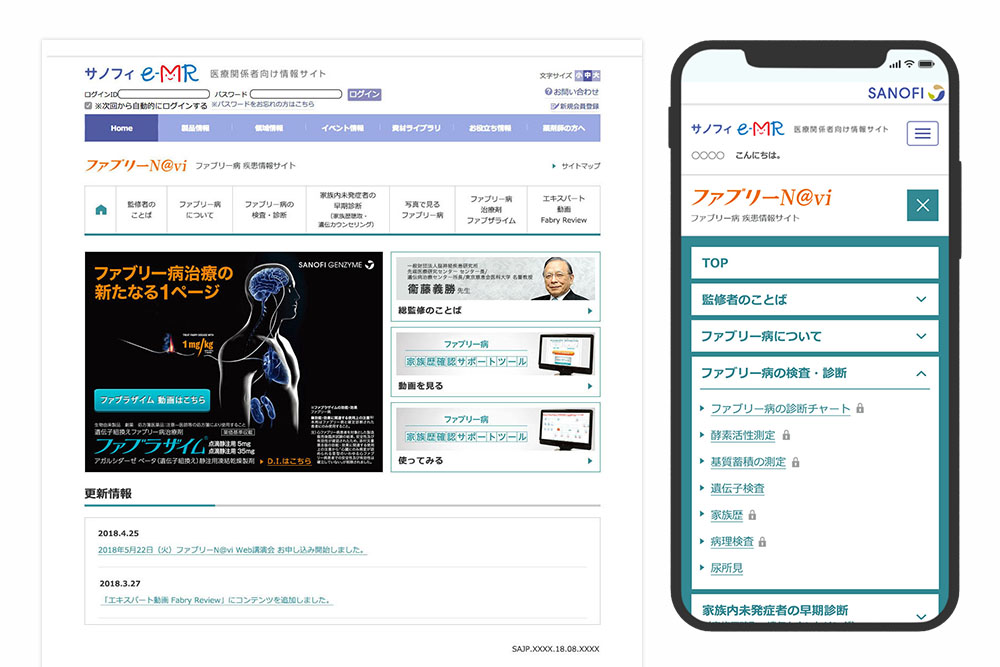 サノフィ e-MR 医療関係者向け情報サイト
文字サイズ 小 中 大
ログインID パスワード ログイン
お問い合わせ
※次回から自動的にログインする ※パスワードをお忘れの方はこちら
新規会員登録
Home 製品情報 領域情報 イベント情報 資材ライブラリ お役立ち情報 薬剤師の方へ
ファブリーN@vi ファブリー病 疾患情報サイト
サイトマップ
監修者の
ことば
ファブリー病
について
ファブリー病の
検査・診断
家族内未発症者の
早期診断
（家族歴聴取・
遺伝カウンセリング）
写真で見る
ファブリー病
ファブリー病
治療剤
ファブラザイム
エキスパート
動画
Fabry Review
SANOFI GENZYME
ファブリー病治療の
新たなる1ページ
1mg/kg
ファブラザイム 動画はこちら
遺伝子組換えファブリー病治療剤 薬価基準収載
ファブラザイム® 点滴静注用 5mg
点滴静注用 35mg
アガルシダーゼ ベータ（遺伝子組換え）静注用凍結乾燥製剤
D.I.はこちら
衞藤義勝 先生
総監修のことば
ファブリー病
家族歴確認サポートツール
動画を見る
ファブリー病
家族歴確認サポートツール
使ってみる
更新情報
2018.4.25
2018年5月22日（火）ファブリーN@vi Web講演会 お申し込み開始しました。
2018.3.27
「エキスパート動画 Fabry Review」にコンテンツを追加しました。
SAJP.XXXX.18.08.XXXX
SANOFI
サノフィ e-MR 医療関係者向け情報サイト
○○○○ こんにちは。
ファブリーN@vi
ファブリー病 疾患情報サイト
TOP
監修者のことば
ファブリー病について
ファブリー病の検査・診断
ファブリー病の診断チャート
酵素活性測定
基質蓄積の測定
遺伝子検査
家族歴
病理検査
尿所見
家族内未発症者の早期診断